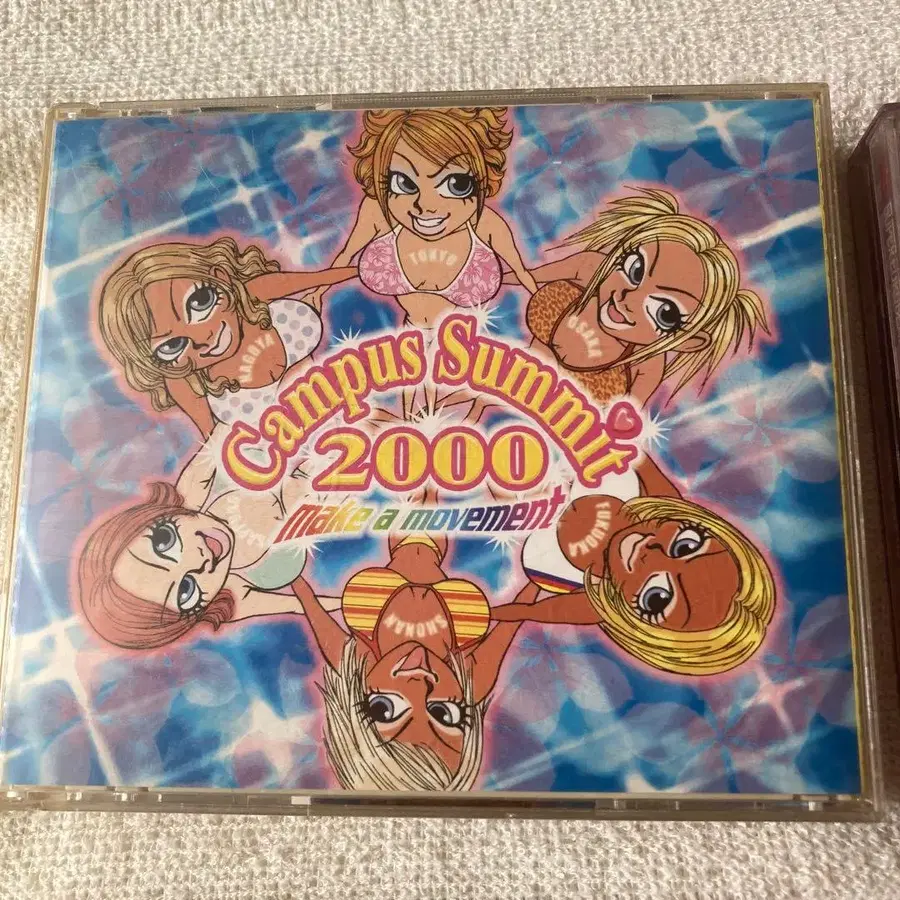 TOKYO
NAGOYA
OSAKA
Campus Summit
2000
make a movement
FUKUOKA
SHONAN